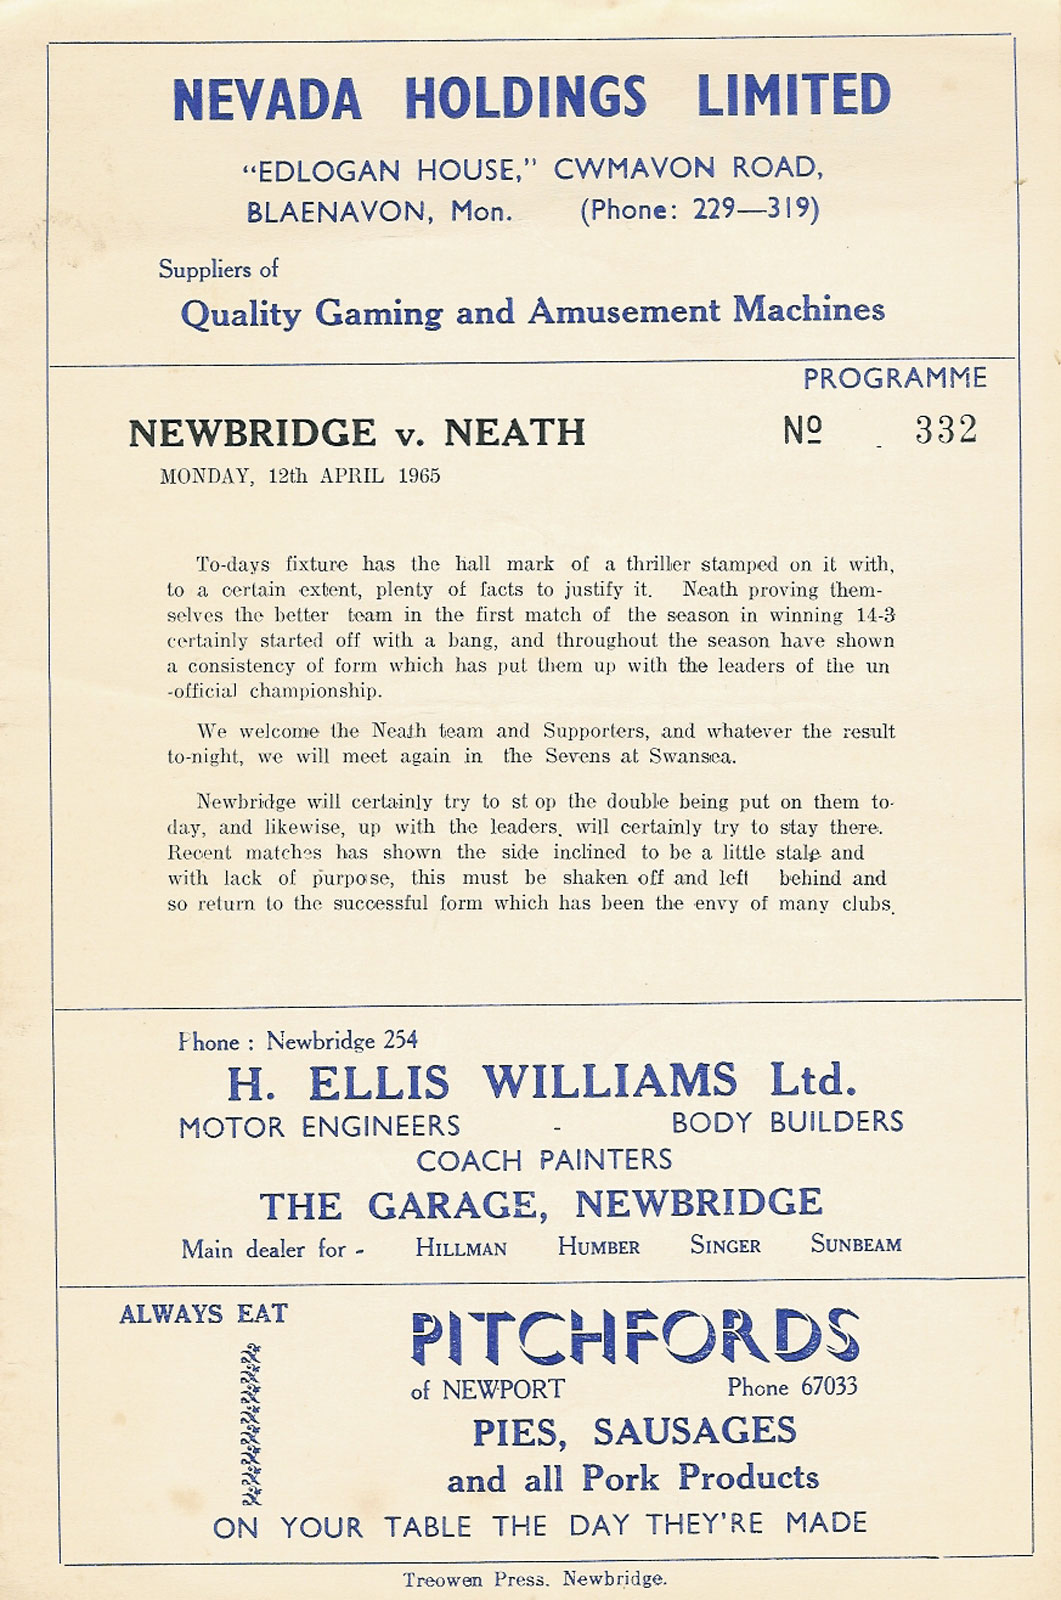 NEVADA HOLDINGS LIMITED
"EDLOGAN HOUSE," CWMAVON ROAD,
BLAENAVON, Mon. (Phone: 229—319)
Suppliers of
Quality Gaming and Amusement Machines
PROGRAMME
NEWBRIDGE v. NEATH Nº 332
MONDAY, 12th APRIL 1965
To-days fixture has the hall mark of a thriller stamped on it with,
to a certain extent, plenty of facts to justify it. Neath proving them-
selves the better team in the first match of the season in winning 14-3
certainly started off with a bang, and throughout the season have shown
a consistency of form which has put them up with the leaders of the un
-official championship.
We welcome the Neath team and Supporters, and whatever the result
to-night, we will meet again in the Sevens at Swansea.
Newbridge will certainly try to st op the double being put on them to-
day, and likewise, up with the leaders. will certainly try to stay there.
Recent matches has shown the side inclined to be a little stale and
with lack of purpose, this must be shaken off and left behind and
so return to the successful form which has been the envy of many clubs.
Phone : Newbridge 254
H. ELLIS WILLIAMS Ltd.
MOTOR ENGINEERS - BODY BUILDERS
COACH PAINTERS
THE GARAGE, NEWBRIDGE
Main dealer for - HILLMAN HUMBER SINGER SUNBEAM
ALWAYS EAT
PITCHFORDS
of NEWPORT Phone 67033
PIES, SAUSAGES
and all Pork Products
ON YOUR TABLE THE DAY THEY'RE MADE
Treowen Press. Newbridge.